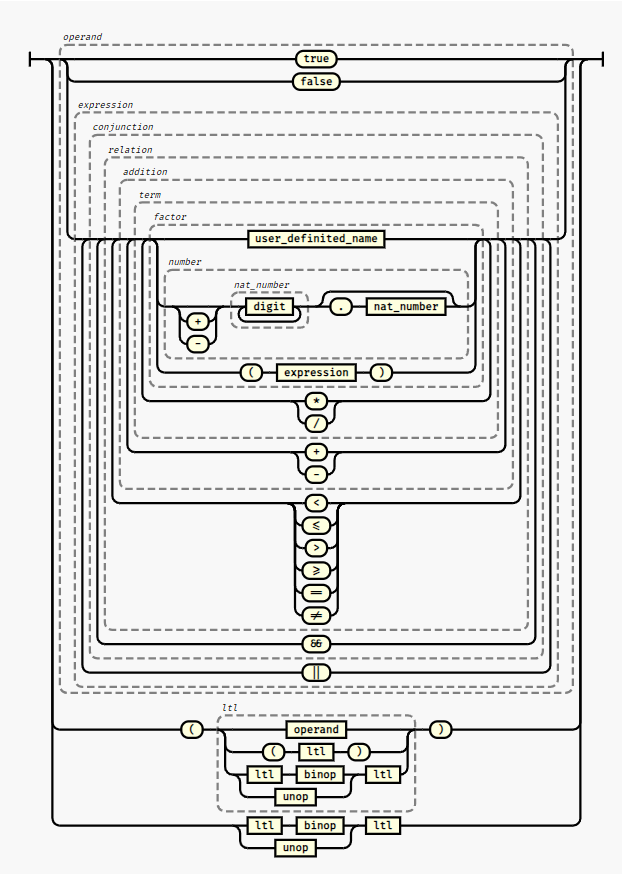 operand
true
false
expression
conjunction
relation
addition
term
factor
user_definited_name
number
nat_number
digit . nat_number
+
-
( expression )
*
/
+
-
<
≤
>
≥
==
≠
&&
||
ltl
( operand )
( ltl )
ltl binop ltl
unop
ltl binop ltl
unop